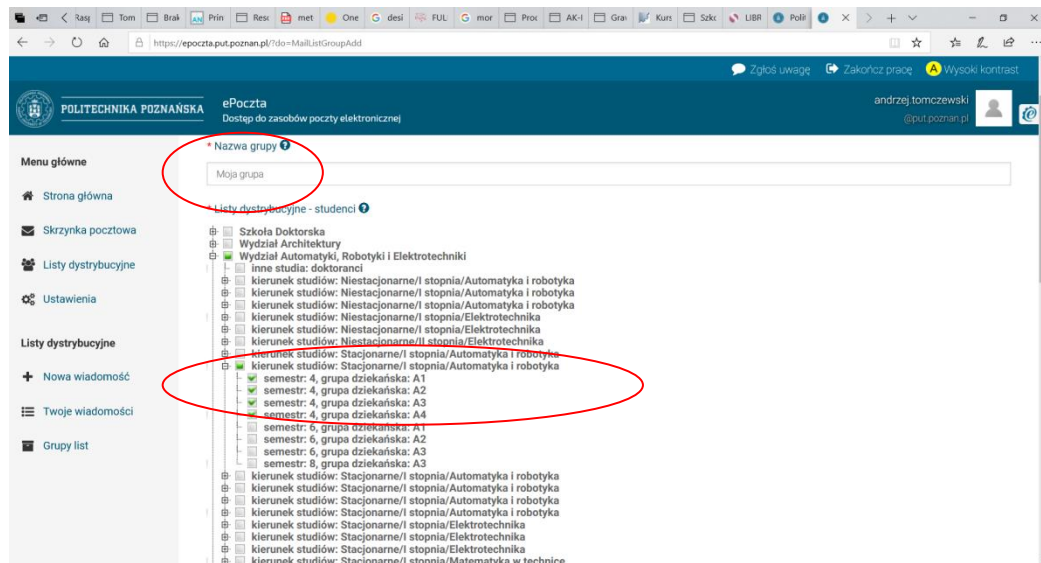 Rasp
Tom
Brak
Prin
Resc
met
One
desi
FUL
mor
Proc
AK-I
Gra
Kurs
Szkc
LIBR
Polit
https://epoczta.put.poznan.pl/?do=MailListGroupAdd
Zgłoś uwagę
Zakończ pracę
A Wysoki kontrast
POLITECHNIKA POZNAŃSKA
ePoczta
Dostęp do zasobów poczty elektronicznej
andrzej.tomczewski
@put.poznan.pl
Menu główne
Strona główna
Skrzynka pocztowa
Listy dystrybucyjne
Ustawienia
Listy dystrybucyjne
Nowa wiadomość
Twoje wiadomości
Grupy list
* Nazwa grupy
Moja grupa
* Listy dystrybucyjne - studenci
Szkoła Doktorska
Wydział Architektury
Wydział Automatyki, Robotyki i Elektrotechniki
inne studia: doktoranci
kierunek studiów: Niestacjonarne/I stopnia/Automatyka i robotyka
kierunek studiów: Niestacjonarne/I stopnia/Automatyka i robotyka
kierunek studiów: Niestacjonarne/I stopnia/Automatyka i robotyka
kierunek studiów: Niestacjonarne/I stopnia/Elektrotechnika
kierunek studiów: Niestacjonarne/I stopnia/Elektrotechnika
kierunek studiów: Niestacjonarne/II stopnia/Elektrotechnika
kierunek studiów: Stacjonarne/I stopnia/Automatyka i robotyka
kierunek studiów: Stacjonarne/I stopnia/Automatyka i robotyka
semestr: 4, grupa dziekańska: A1
semestr: 4, grupa dziekańska: A2
semestr: 4, grupa dziekańska: A3
semestr: 4, grupa dziekańska: A4
semestr: 6, grupa dziekańska: A1
semestr: 6, grupa dziekańska: A2
semestr: 6, grupa dziekańska: A3
semestr: 8, grupa dziekańska: A3
kierunek studiów: Stacjonarne/I stopnia/Automatyka i robotyka
kierunek studiów: Stacjonarne/I stopnia/Automatyka i robotyka
kierunek studiów: Stacjonarne/I stopnia/Automatyka i robotyka
kierunek studiów: Stacjonarne/I stopnia/Automatyka i robotyka
kierunek studiów: Stacjonarne/I stopnia/Elektrotechnika
kierunek studiów: Stacjonarne/I stopnia/Elektrotechnika
kierunek studiów: Stacjonarne/I stopnia/Elektrotechnika
kierunek studiów: Stacjonarne/I stopnia/Matematyka w technice